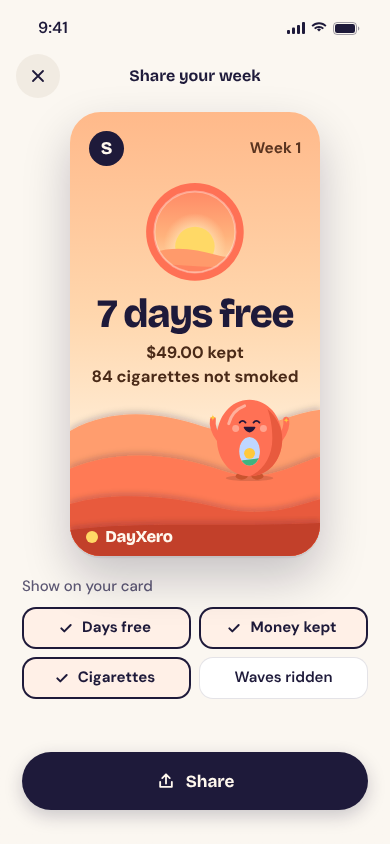 9:41
Share your week
S
Week 1
7 days free
$49.00 kept
84 cigarettes not smoked
DayXero
Show on your card
Days free
Money kept
Cigarettes
Waves ridden
Share